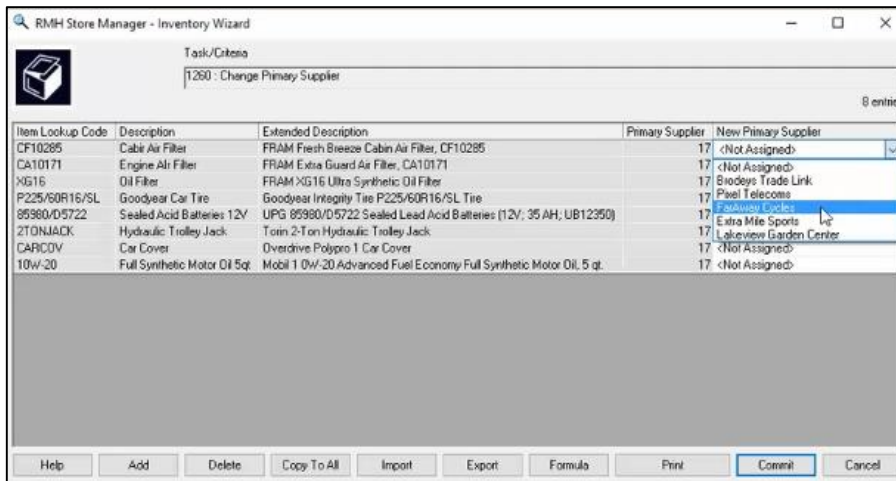 RMH Store Manager - Inventory Wizard
Task/Criteria
1260 : Change Primary Supplier
8 entrie
Item Lookup Code Description Extended Description Primary Supplier New Primary Supplier
CF10285 Cabir Air Filter FRAM Fresh Breeze Cabin Air Filter, CF10285 17 <Not Assigned>
CA10171 Engine Air Filter FRAM Extra Guard Air Filter, CA10171 17 <Not Assigned>
XG16 Oil Filter FRAM XG16 Ultra Synthetic Oil Filter 17 Brodeys Trade Link
P225/60R16/SL Goodyear Car Tire Goodyear Integrity Tire P225/60R16/SL Tire 17 Pixel Telecoms
85980/D5722 Sealed Acid Batteries 12V UPG 85980/D5722 Sealed Lead Acid Batteries (12V; 35 AH; UB12350) 17 FarAway Cycles
2TONJACK Hydraulic Trolley Jack Torin 2-Ton Hydraulic Trolley Jack 17 Extra Mile Sports
Lakeview Garden Center
CARCOV Car Cover Overdrive Polypro 1 Car Cover 17 <Not Assigned>
10W-20 Full Synthetic Motor Oil 5qt Mobil 1 0W-20 Advanced Fuel Economy Full Synthetic Motor Oil, 5 qt. 17 <Not Assigned>
Help Add Delete Copy To All Import Export Formula Print Commit Cancel